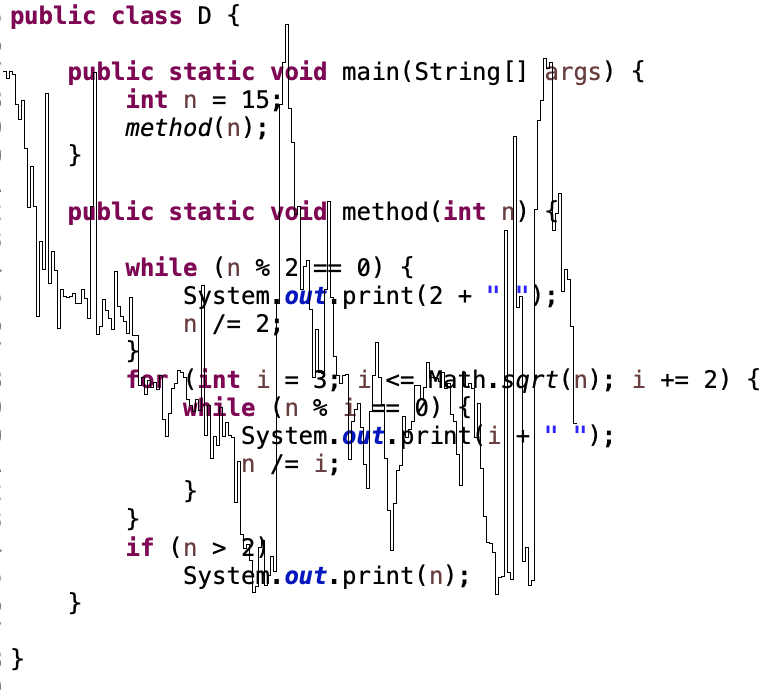 public class D {
public static void main(String[] args) {
int n = 15;
method(n);
}
public static void method(int n) {
while (n % 2 == 0) {
System.out.print(2 + " ");
n /= 2;
}
for (int i = 3; i <= Math.sqrt(n); i += 2) {
while (n % i == 0) {
System.out.print(i + " ");
n /= i;
}
}
if (n > 2)
System.out.print(n);
}
}